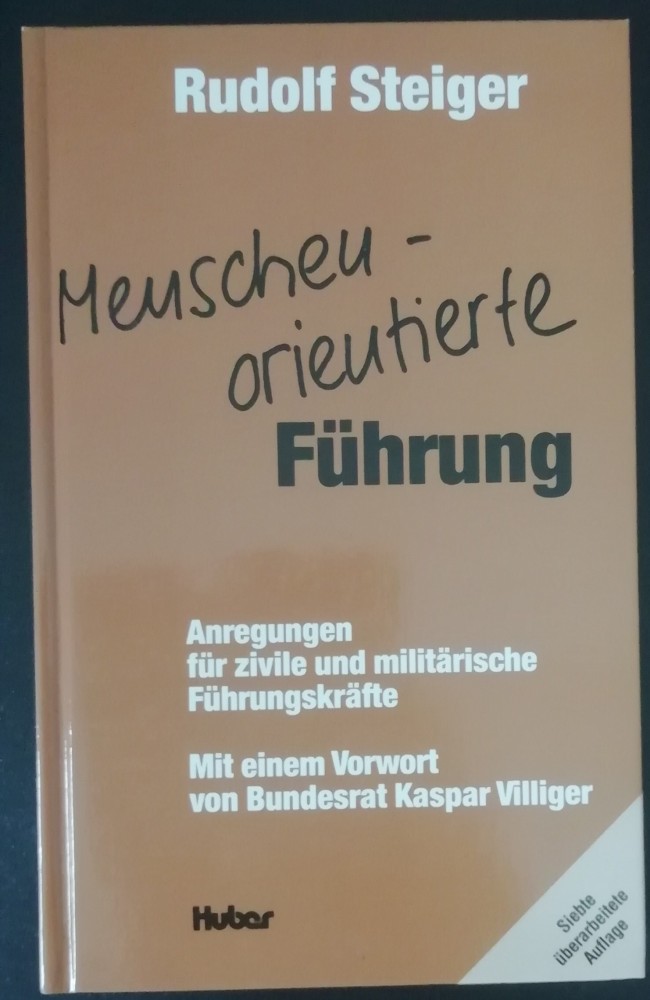 Rudolf Steiger
Menschen-
orientierte
Führung
Anregungen
für zivile und militärische
Führungskräfte
Mit einem Vorwort
von Bundesrat Kaspar Villiger
Huber
Siebte
überarbeitete
Auflage